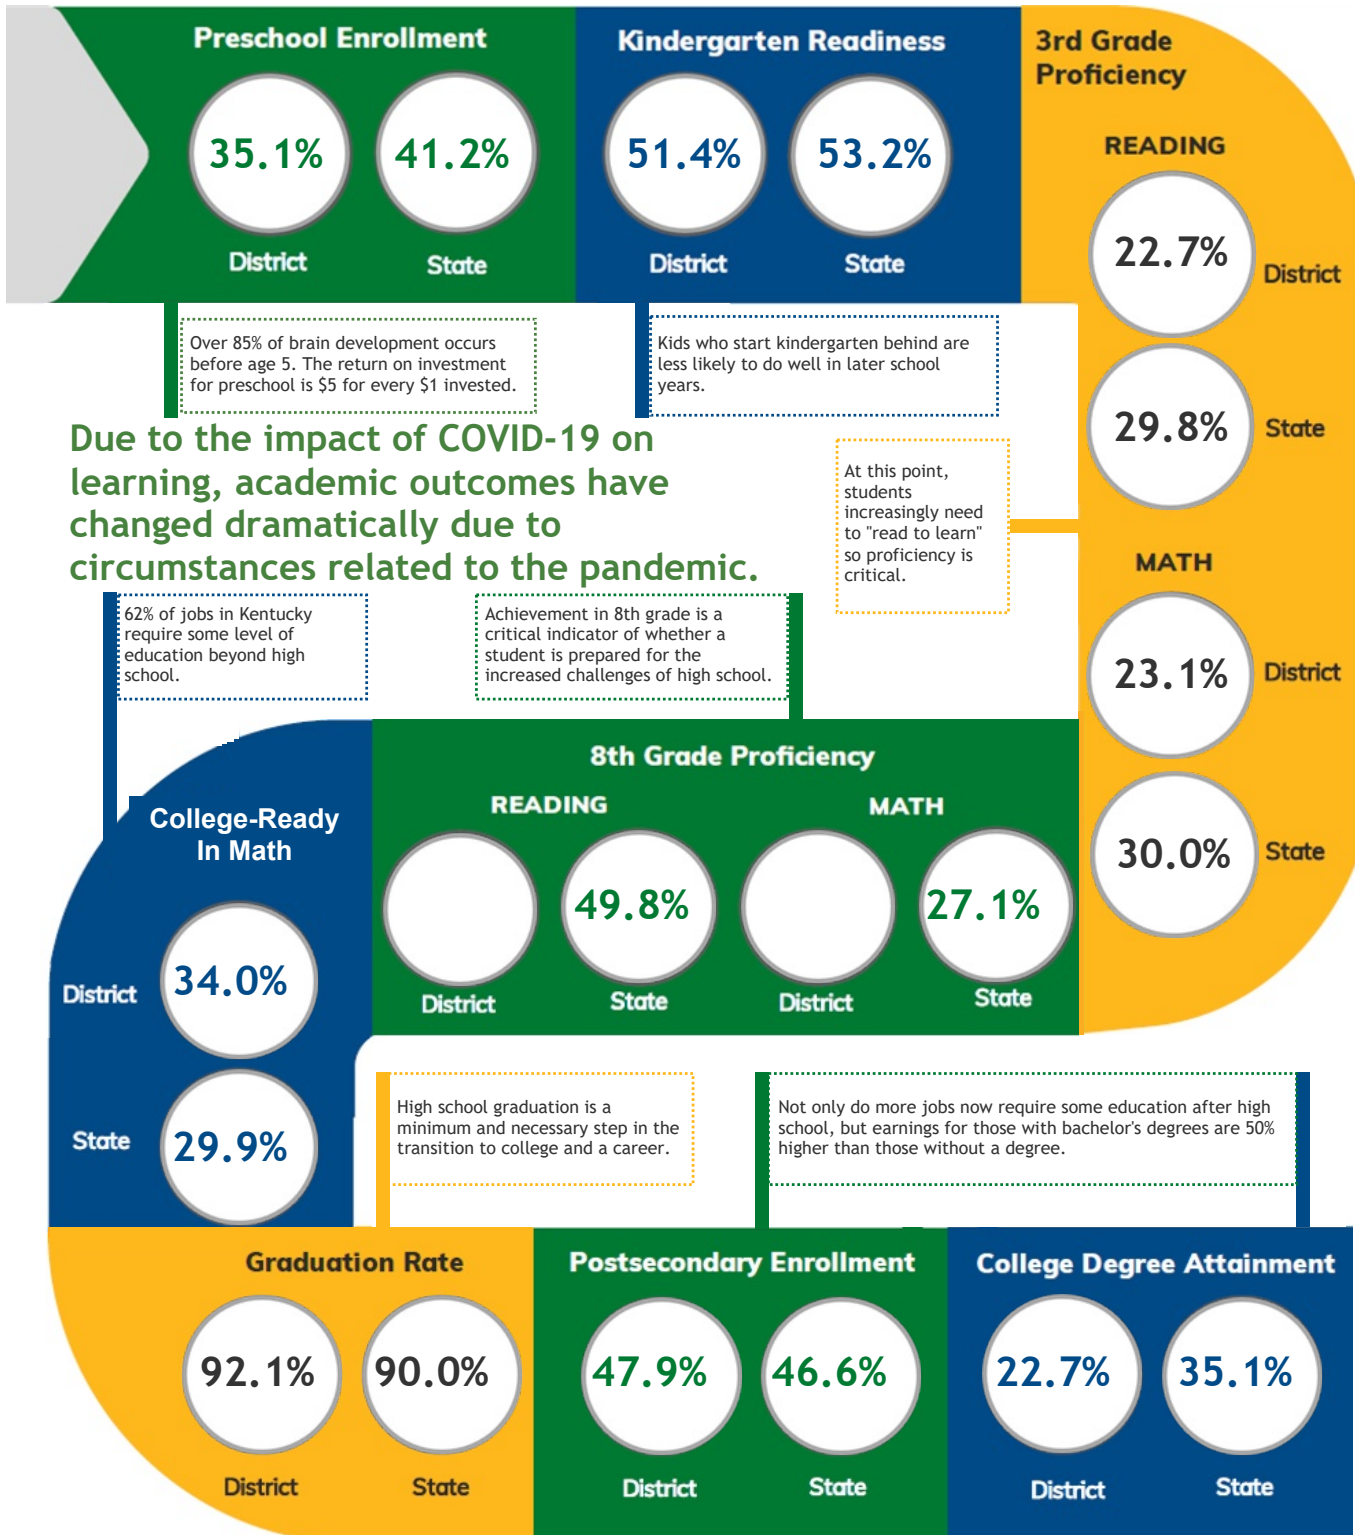 Preschool Enrollment
35.1%
41.2%
District
State
Kindergarten Readiness
51.4%
53.2%
District
State
3rd Grade
Proficiency
READING
22.7%
District
29.8%
State
MATH
23.1%
District
30.0%
State
Over 85% of brain development occurs
before age 5. The return on investment
for preschool is $5 for every $1 invested.
Kids who start kindergarten behind are
less likely to do well in later school
years.
Due to the impact of COVID-19 on
learning, academic outcomes have
changed dramatically due to
circumstances related to the pandemic.
At this point,
students
increasingly need
to "read to learn"
so proficiency is
critical.
62% of jobs in Kentucky
require some level of
education beyond high
school.
Achievement in 8th grade is a
critical indicator of whether a
student is prepared for the
increased challenges of high school.
8th Grade Proficiency
READING
MATH
49.8%
27.1%
District
State
District
State
College-Ready
In Math
District
34.0%
State
29.9%
High school graduation is a
minimum and necessary step in the
transition to college and a career.
Not only do more jobs now require some education after high
school, but earnings for those with bachelor's degrees are 50%
higher than those without a degree.
Graduation Rate
92.1%
90.0%
District
State
Postsecondary Enrollment
47.9%
46.6%
District
State
College Degree Attainment
22.7%
35.1%
District
State